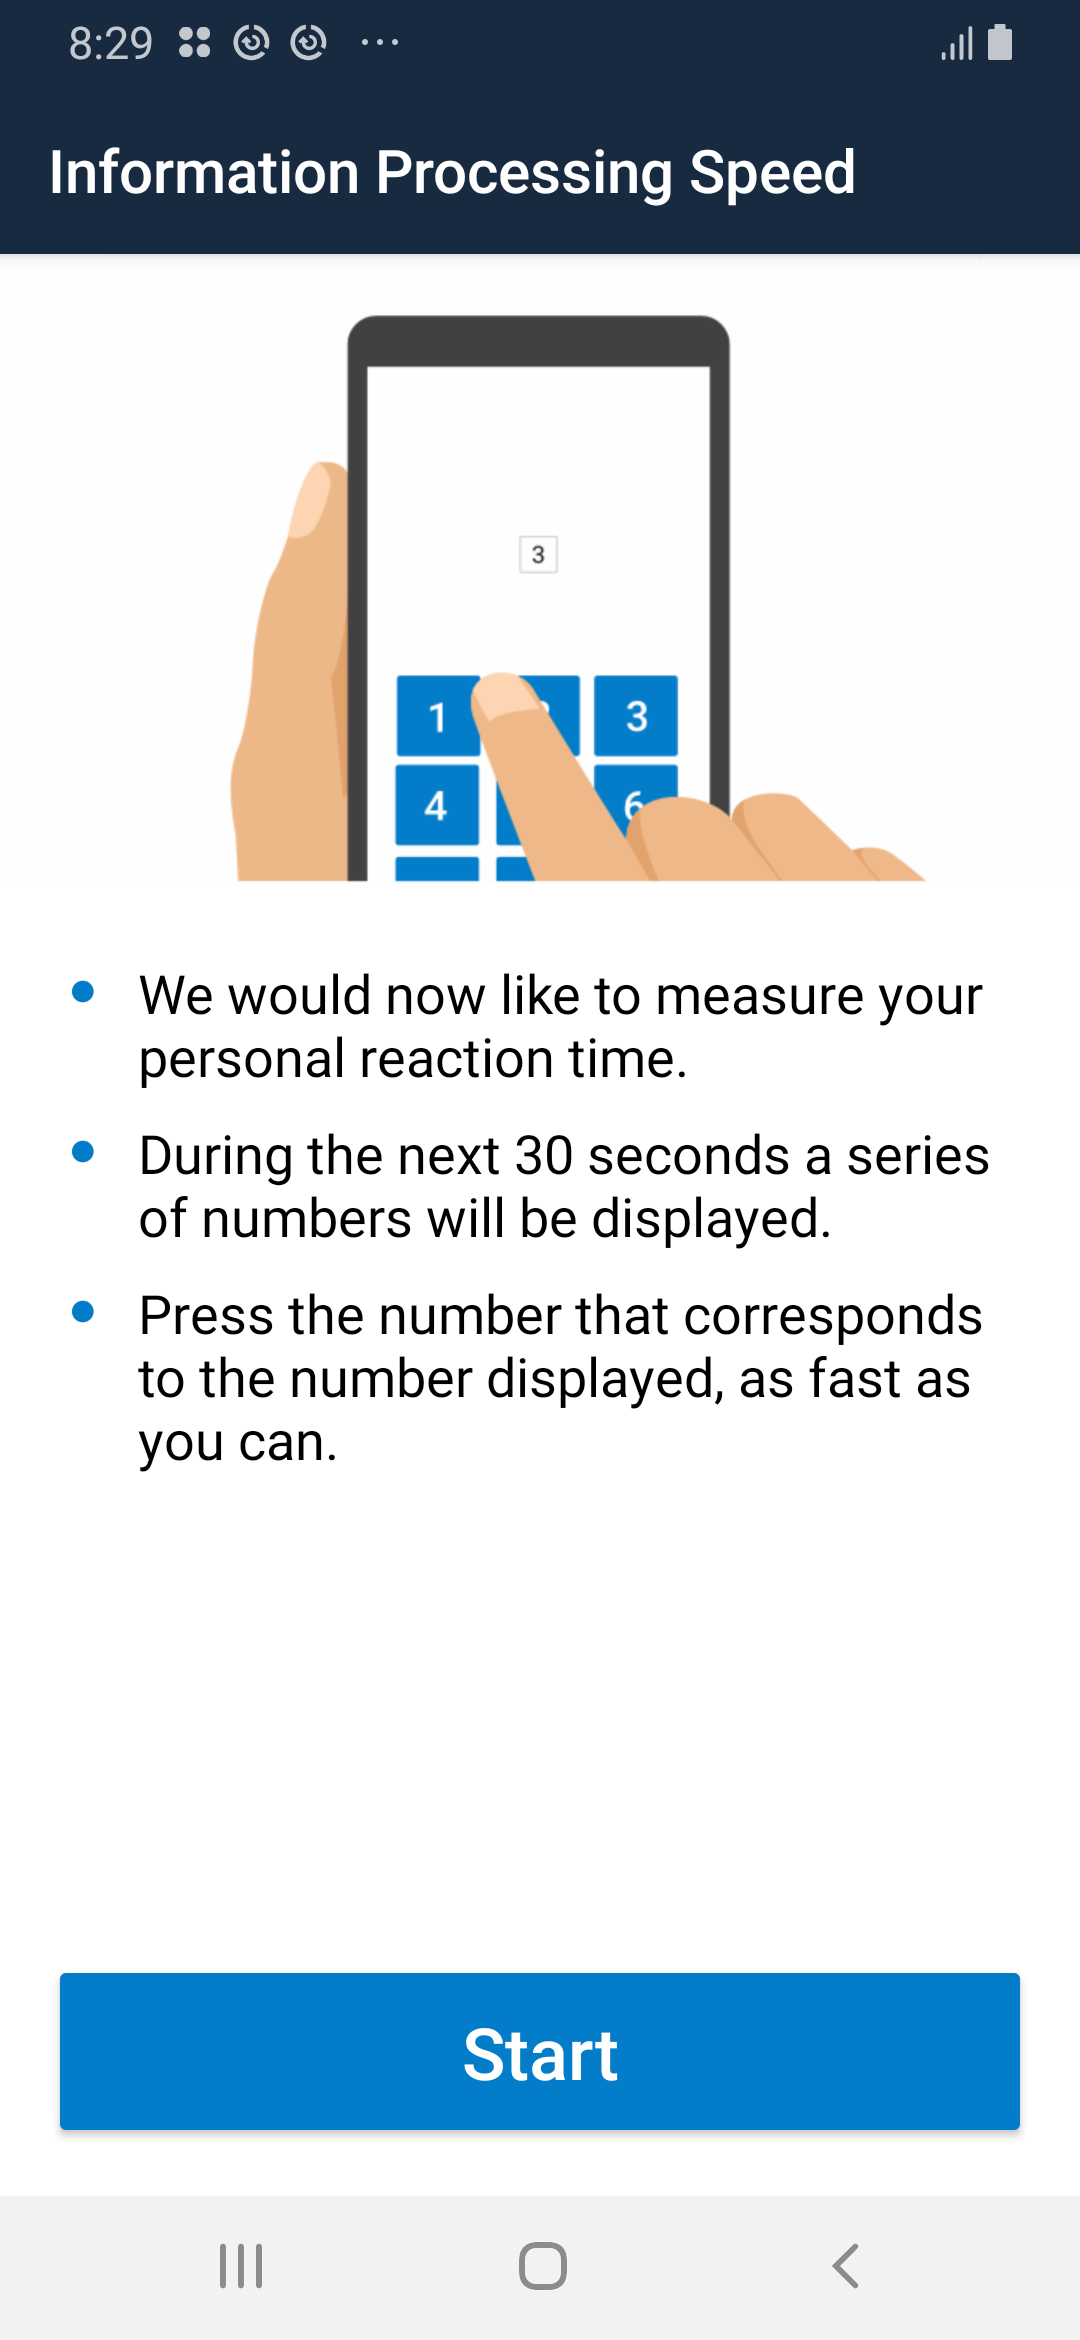 8:29
Information Processing Speed
3
1
3
4
6
We would now like to measure your
personal reaction time.
During the next 30 seconds a series
of numbers will be displayed.
Press the number that corresponds
to the number displayed, as fast as
you can.
Start